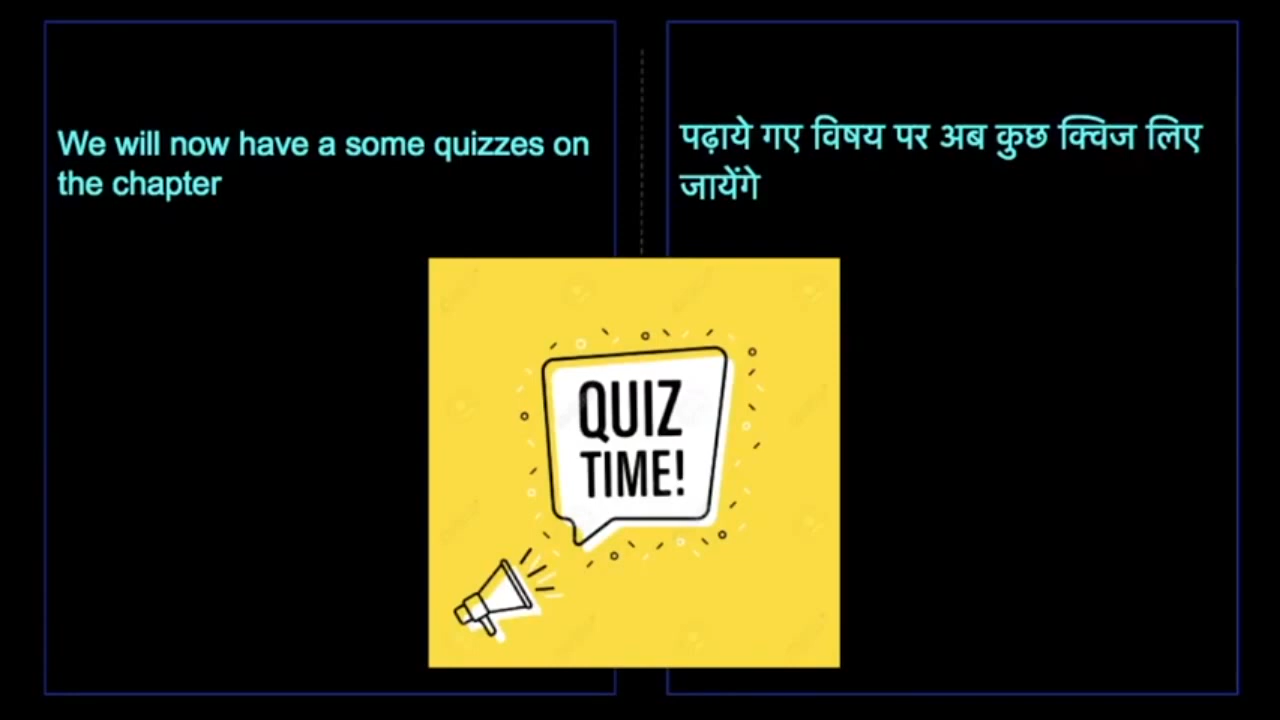 We will now have a some quizzes on
the chapter
पढ़ाये गए विषय पर अब कुछ क्विज लिए
जायेंगे
QUIZ
TIME!